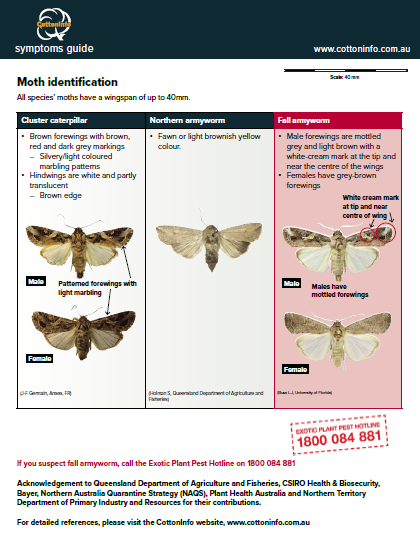 CottonInfo
symptoms guide
www.cottoninfo.com.au
Scale: 40 mm
Moth identification
All species' moths have a wingspan of up to 40mm.
Cluster caterpillar
• Brown forewings with brown,
red and dark grey markings
– Silvery/light coloured
marbling patterns
• Hindwings are white and partly
translucent
– Brown edge
Male
Patterned forewings with
light marbling
Female
(J-F Germain, Anses, FR)
Northern armyworm
• Fawn or light brownish yellow
colour.
(Holman S, Queensland Department of Agriculture and
Fisheries)
Fall armyworm
• Male forewings are mottled
grey and light brown with a
white-cream mark at the tip and
near the centre of the wings
• Females have grey-brown
forewings
White cream mark
at tip and near
centre of wing
Male
Males have
mottled forewings
Female
(Buss L.J, University of Florida)
EXOTIC PLANT PEST HOTLINE
1800 084 881
If you suspect fall armyworm, call the Exotic Plant Pest Hotline on 1800 084 881
Acknowledgement to Queensland Department of Agriculture and Fisheries, CSIRO Health & Biosecurity,
Bayer, Northern Australia Quarantine Strategy (NAQS), Plant Health Australia and Northern Territory
Department of Primary Industry and Resources for their contributions.
For detailed references, please visit the CottonInfo website, www.cottoninfo.com.au